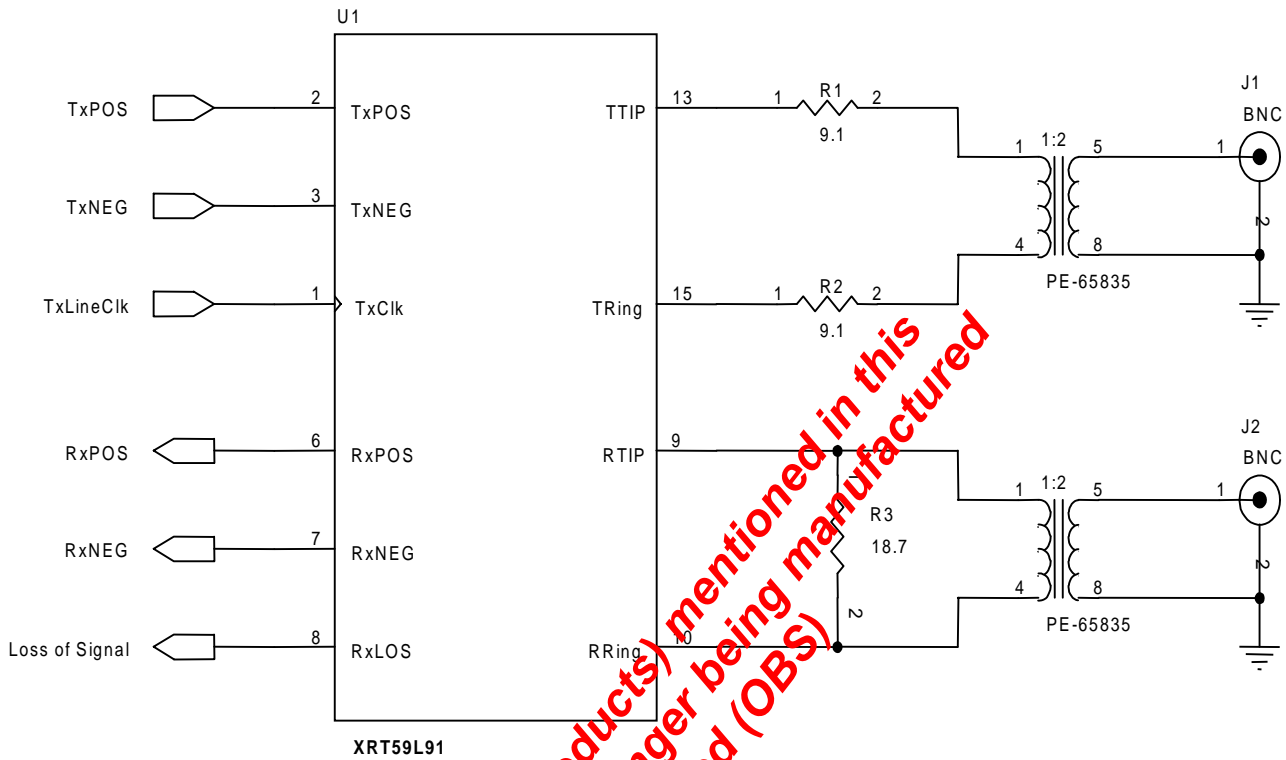 U1
TxPOS
2
TxPOS
TxNEG
3
TxNEG
TxLineClk
1
TxClk
RxPOS
6
RxPOS
RxNEG
7
RxNEG
Loss of Signal
8
RxLOS
XRT59L91
TTIP
13
1
R1
2
9.1
TRing
15
1
R2
2
9.1
1
1:2
5
4
8
PE-65835
J1
BNC
1
2
RTIP
9
1
R3
18.7
2
RRing
10
1
1:2
5
4
8
PE-65835
J2
BNC
1
2
mentioned in this
being manufactured
(OBS)